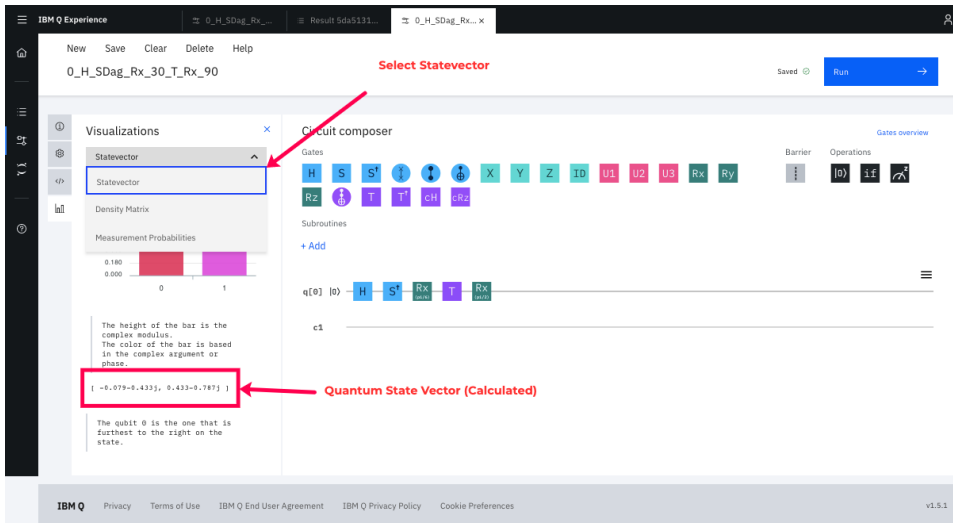 IBM Q Experience
0_H_SDag_Rx_...
Result 5da5131...
0_H_SDag_Rx... ×
New Save Clear Delete Help
0_H_SDag_Rx_30_T_Rx_90
Select Statevector
Saved
Run →
Visualizations ×
Statevector
Statevector
Density Matrix
Measurement Probabilities
0.180
0.000
0 1
The height of the bar is the
complex modulus.
The color of the bar is based
in the complex argument or
phase.
[ -0.079-0.433j, 0.433-0.787j ]
The qubit 0 is the one that is
furthest to the right on the
state.
Circuit composer
Gates overview
Gates
Barrier
Operations
H S S† X Y Z ID U1 U2 U3 Rx Ry
|0⟩ if z
Rz T T† cH cRz
Subroutines
+ Add
q[0] |0⟩ H S† Rx (pi/6) T Rx (pi/2)
c1
Quantum State Vector (Calculated)
IBM Q Privacy Terms of Use IBM Q End User Agreement IBM Q Privacy Policy Cookie Preferences
v1.5.1